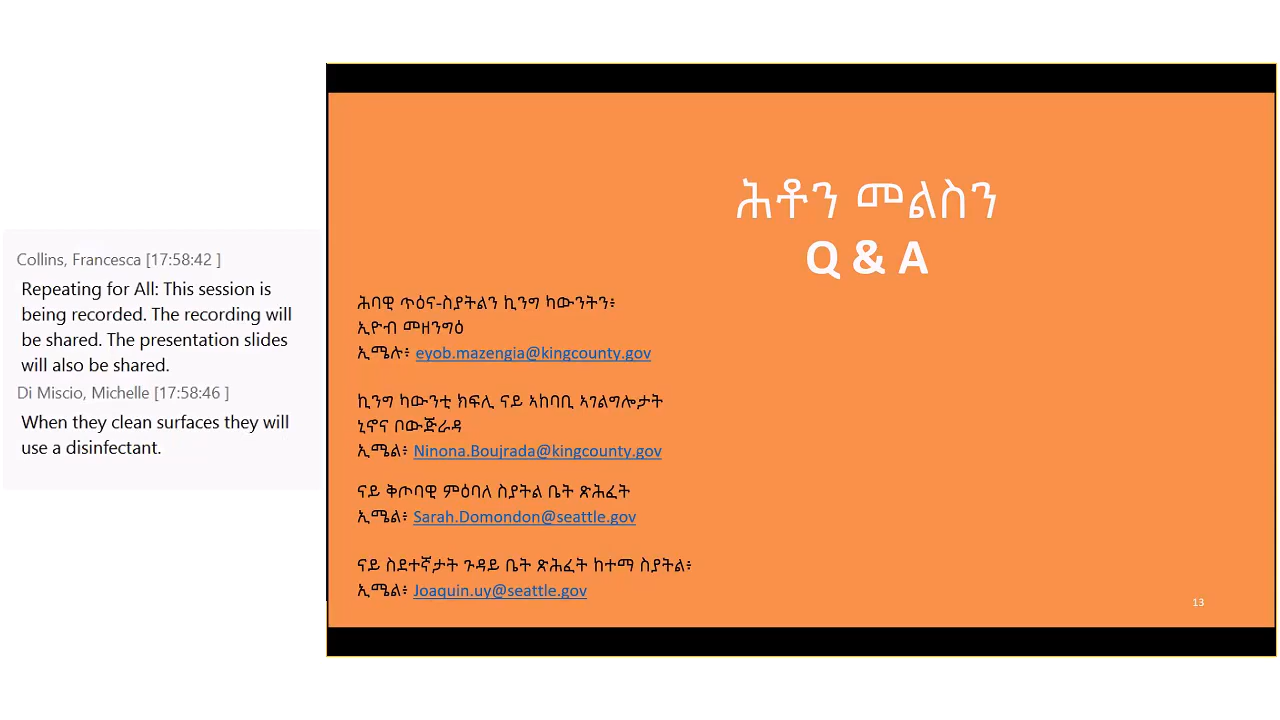 Collins, Francesca [17:58:42 ]
Repeating for All: This session is
being recorded. The recording will
be shared. The presentation slides
will also be shared.
Di Miscio, Michelle [17:58:46 ]
When they clean surfaces they will
use a disinfectant.
ሕቶን መልስን
Q & A
ሕባዊ ጥዕና-ስያትልን ኪንግ ካውንትን፥
ኢዮብ መዘንግዕ
ኢሜሉ፥ eyob.mazengia@kingcounty.gov
ኪንግ ካውንቲ ክፍሊ ናይ ኣከባቢ ኣገልግሎታት
ኒኖና ቦውጅራዳ
ኢሜል፥ Ninona.Boujrada@kingcounty.gov
ናይ ቅጦባዊ ምዕባለ ስያትል ቤት ጽሕፈት
ኢሜል፥ Sarah.Domondon@seattle.gov
ናይ ስደተኛታት ጉዳይ ቤት ጽሕፈት ከተማ ስያትል፥
ኢሜል፥ Joaquin.uy@seattle.gov
13